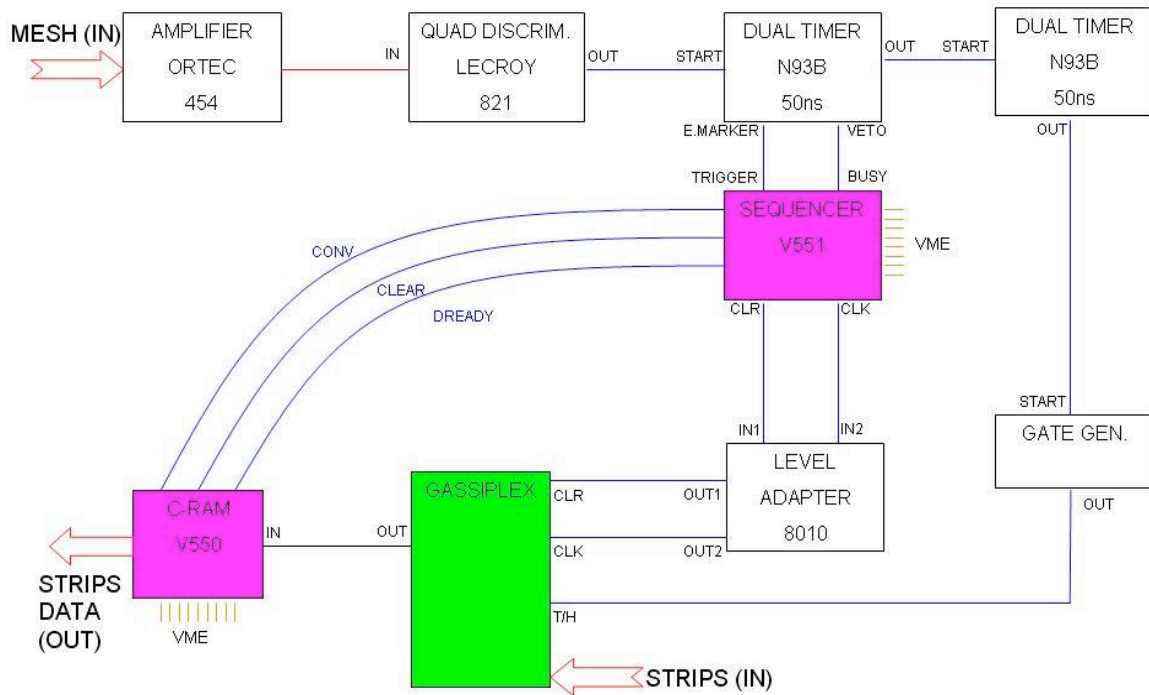 MESH (IN)
AMPLIFIER
ORTEC
454
IN
QUAD DISCRIM.
LECROY
821
OUT
START
DUAL TIMER
N93B
50ns
OUT
START
DUAL TIMER
N93B
50ns
E.MARKER
VETO
OUT
TRIGGER
BUSY
SEQUENCER
V551
VME
CONV
CLEAR
DREADY
CLR
CLK
START
GATE GEN.
OUT
IN1
IN2
LEVEL
ADAPTER
8010
OUT1
OUT2
GASSIPLEX
CLR
CLK
T/H
OUT
IN
C-RAM
V550
STRIPS
DATA
(OUT)
VME
STRIPS (IN)